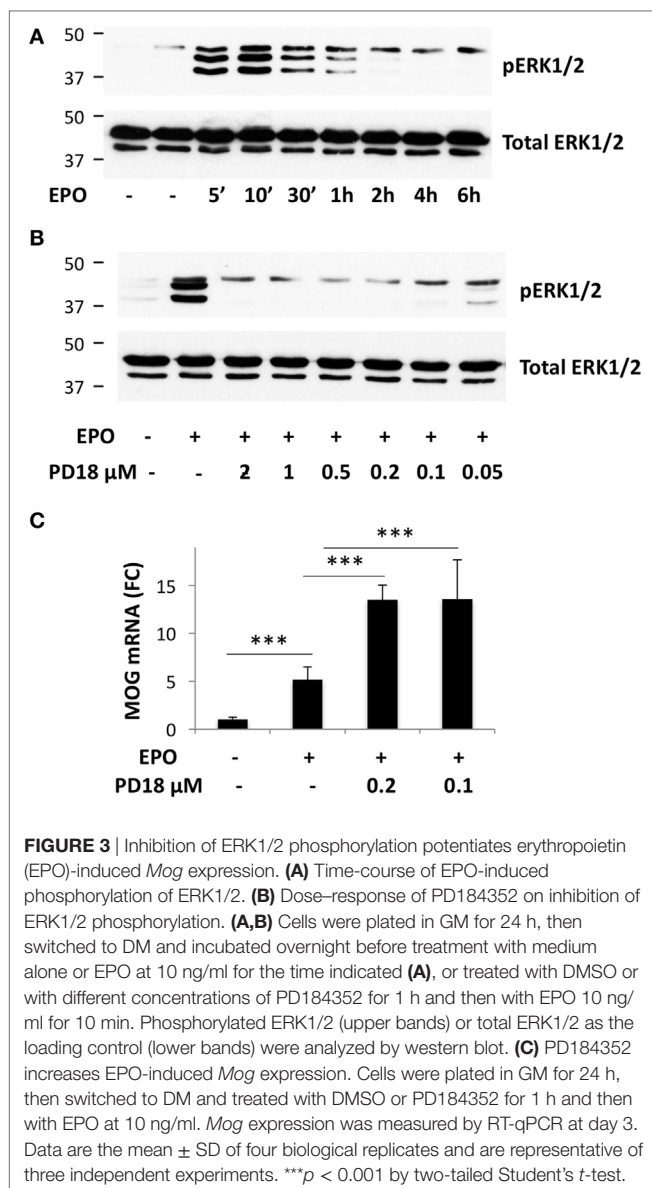 A
50
37
pERK1/2
50
37
Total ERK1/2
EPO - - 5' 10' 30' 1h 2h 4h 6h
B
50
37
pERK1/2
50
37
Total ERK1/2
EPO - + + + + + + +
PD18 µM - - 2 1 0.5 0.2 0.1 0.05
C
MOG mRNA (FC)
15
10
5
0
***
***
***
EPO - + + +
PD18 µM - - 0.2 0.1
FIGURE 3 | Inhibition of ERK1/2 phosphorylation potentiates erythropoietin
(EPO)-induced Mog expression. (A) Time-course of EPO-induced
phosphorylation of ERK1/2. (B) Dose–response of PD184352 on inhibition of
ERK1/2 phosphorylation. (A,B) Cells were plated in GM for 24 h, then
switched to DM and incubated overnight before treatment with medium
alone or EPO at 10 ng/ml for the time indicated (A), or treated with DMSO or
with different concentrations of PD184352 for 1 h and then with EPO 10 ng/
ml for 10 min. Phosphorylated ERK1/2 (upper bands) or total ERK1/2 as the
loading control (lower bands) were analyzed by western blot. (C) PD184352
increases EPO-induced Mog expression. Cells were plated in GM for 24 h,
then switched to DM and treated with DMSO or PD184352 for 1 h and then
with EPO at 10 ng/ml. Mog expression was measured by RT-qPCR at day 3.
Data are the mean ± SD of four biological replicates and are representative of
three independent experiments. ***p < 0.001 by two-tailed Student's t-test.